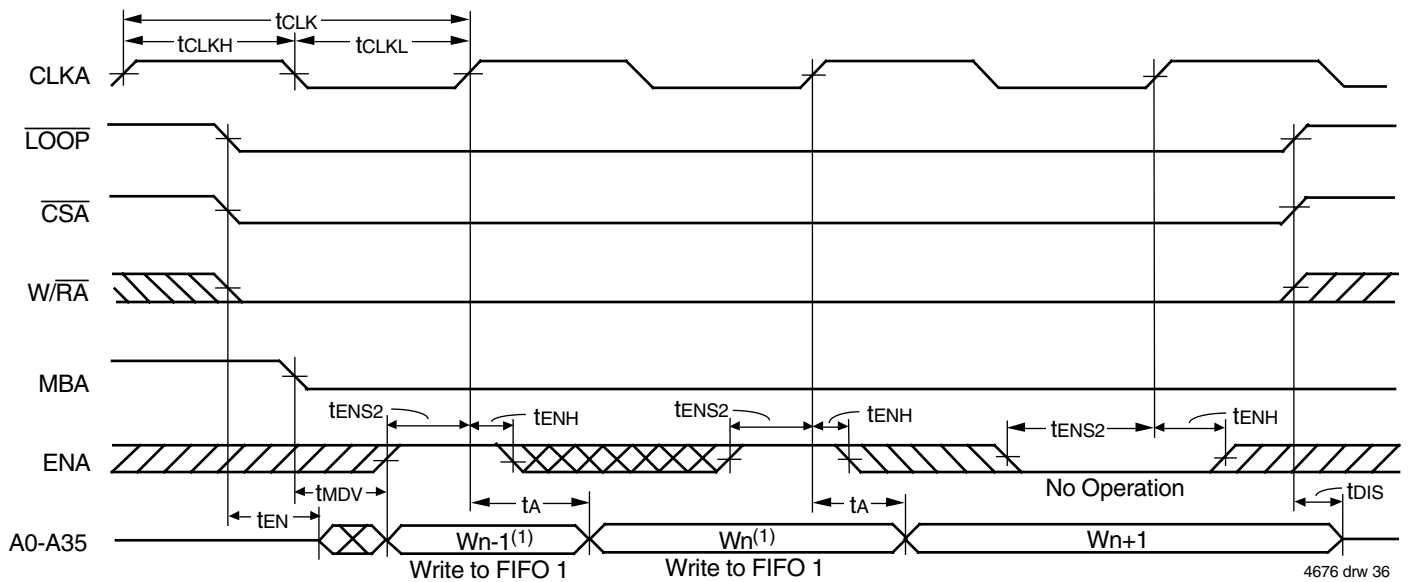 tCLK
tCLKH
tCLKL
CLKA
LOOP
CSA
W/RA
MBA
tENS2
tENH
tENS2
tENH
tENS2
tENH
ENA
No Operation
tMDV
tA
tA
tDIS
tEN
A0-A35
Wn-1(1)
Wn(1)
Wn+1
Write to FIFO 1
Write to FIFO 1
4676 drw 36